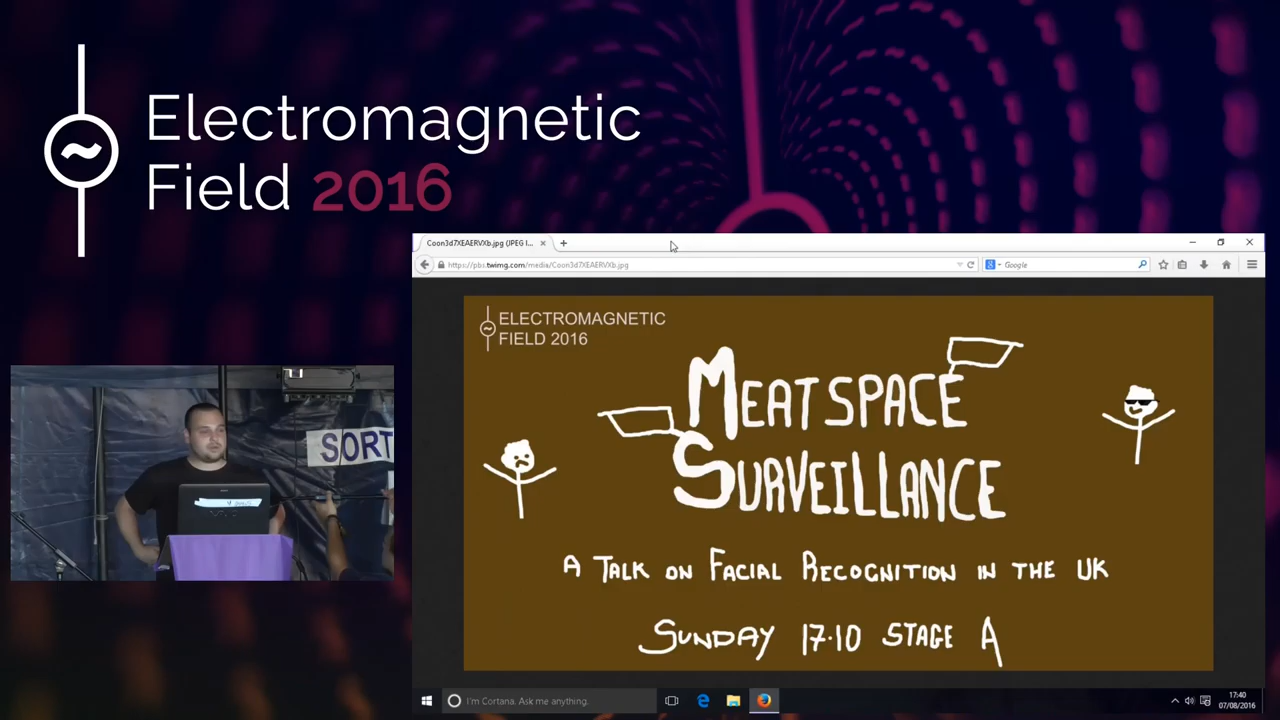 Electromagnetic
Field 2016
Coon3d7XEAERVXb.jpg (JPEG I...
https://pbs.twimg.com/media/Coon3d7XEAERVXb.jpg
Google
ELECTROMAGNETIC
FIELD 2016
MEATSPACE
SURVEILLANCE
A TALK ON FACIAL RECOGNITION IN THE UK
SUNDAY 17.10 STAGE A
SORT
I'm Cortana. Ask me anything.
17:40
07/08/2016